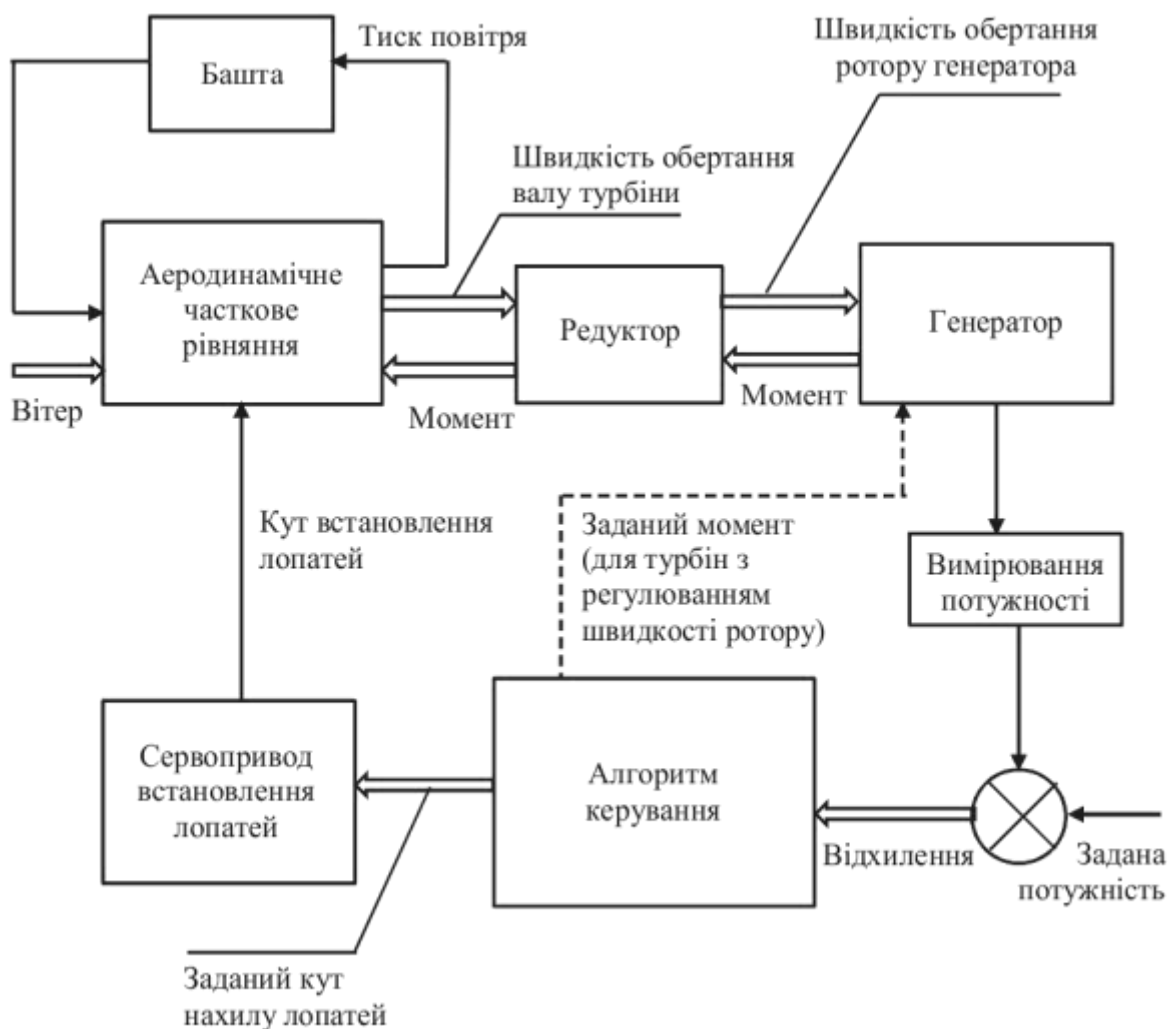 Тиск повітря
Башта
Швидкість обертання
ротору генератора
Швидкість обертання
валу турбіни
Аеродинамічне
часткове
рівняння
Редуктор
Генератор
Вітер
Момент
Момент
Кут встановлення
лопатей
Заданий момент
(для турбін з
регулюванням
швидкості ротору)
Вимірювання
потужності
Сервопривод
встановлення
лопатей
Алгоритм
керування
Відхилення
Задана
потужність
Заданий кут
нахилу лопатей